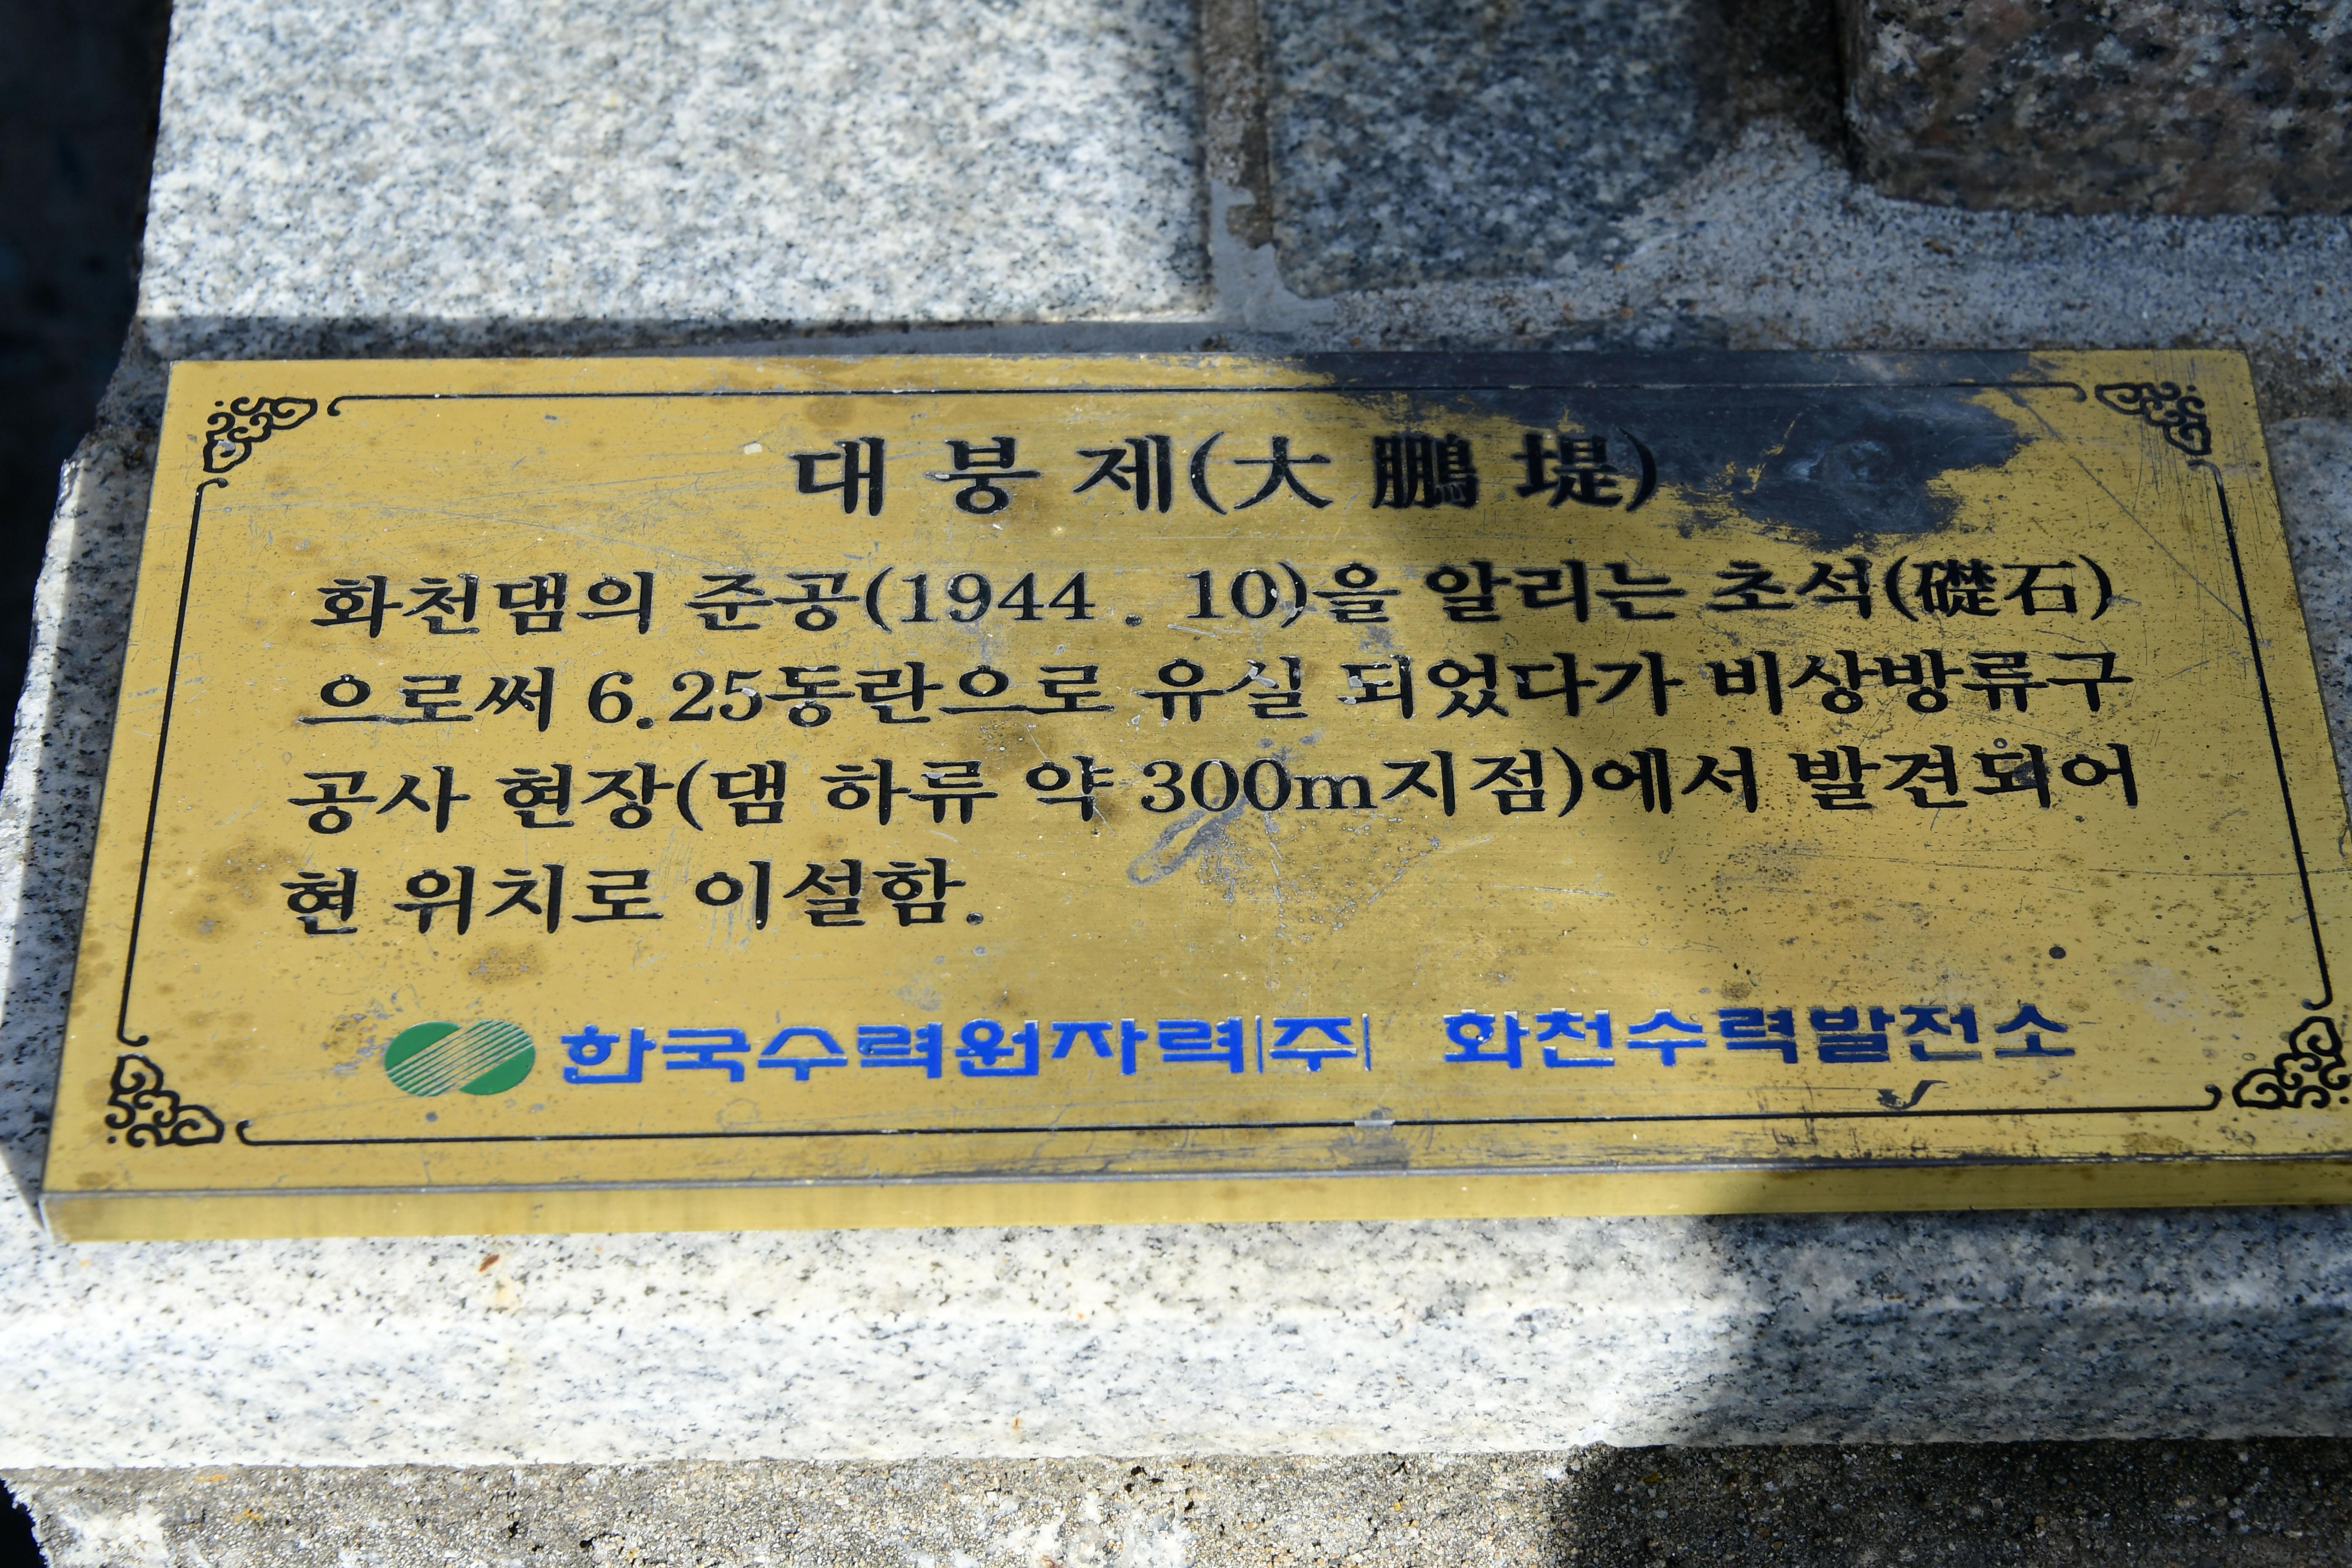 대 붕 제(大 鵬 堤)
화천댐의 준공(1944 . 10)을 알리는 초석(礎石)
으로써 6.25동란으로 유실 되었다가 비상방류구
공사 현장(댐 하류 약 300m지점)에서 발견되어
현 위치로 이설함.
한국수력원자력|주| 화천수력발전소